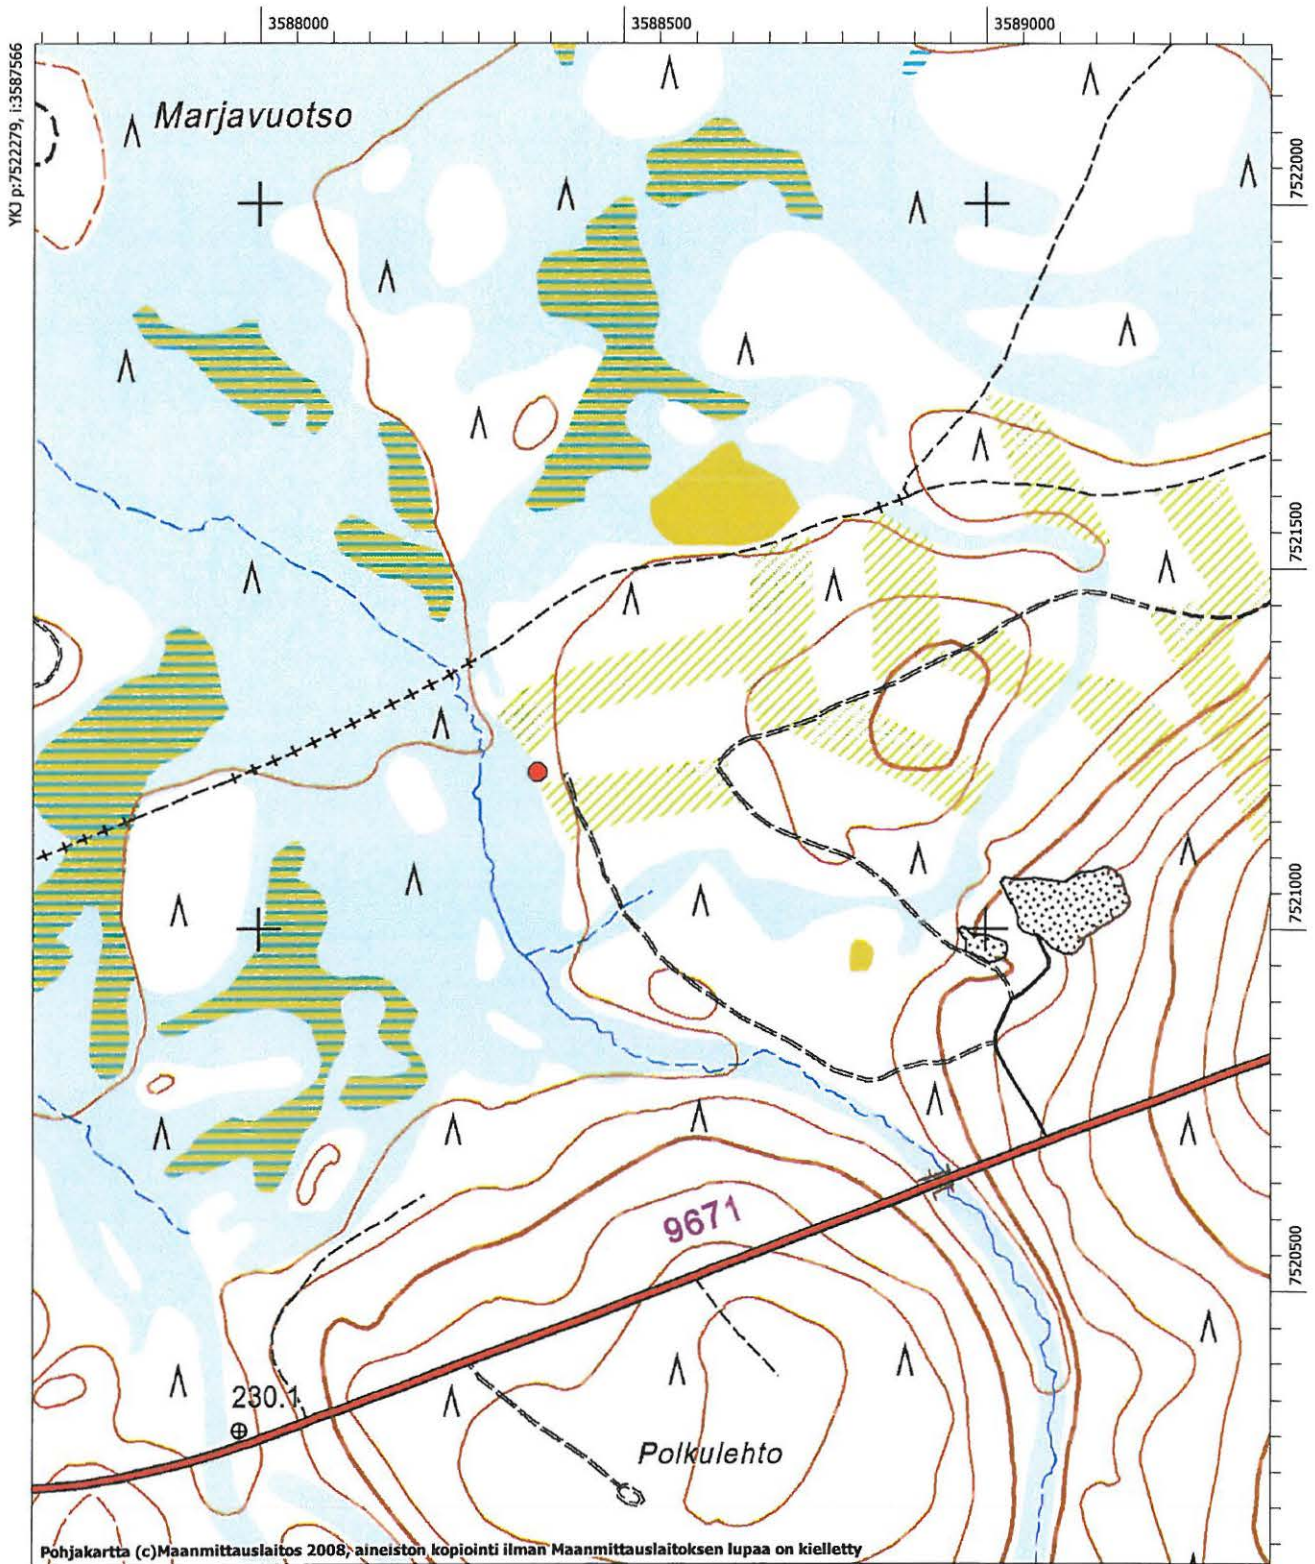 3588000
3588500
3589000
YKJ p:7522279, i:3587566
Marjavuotso
7522000
7521500
7521000
9671
7520500
230.1
Polkulehto
Pohjakartta (c)Maanmittauslaitos 2008, aineiston kopiointi ilman Maanmittauslaitoksen lupaa on kielletty